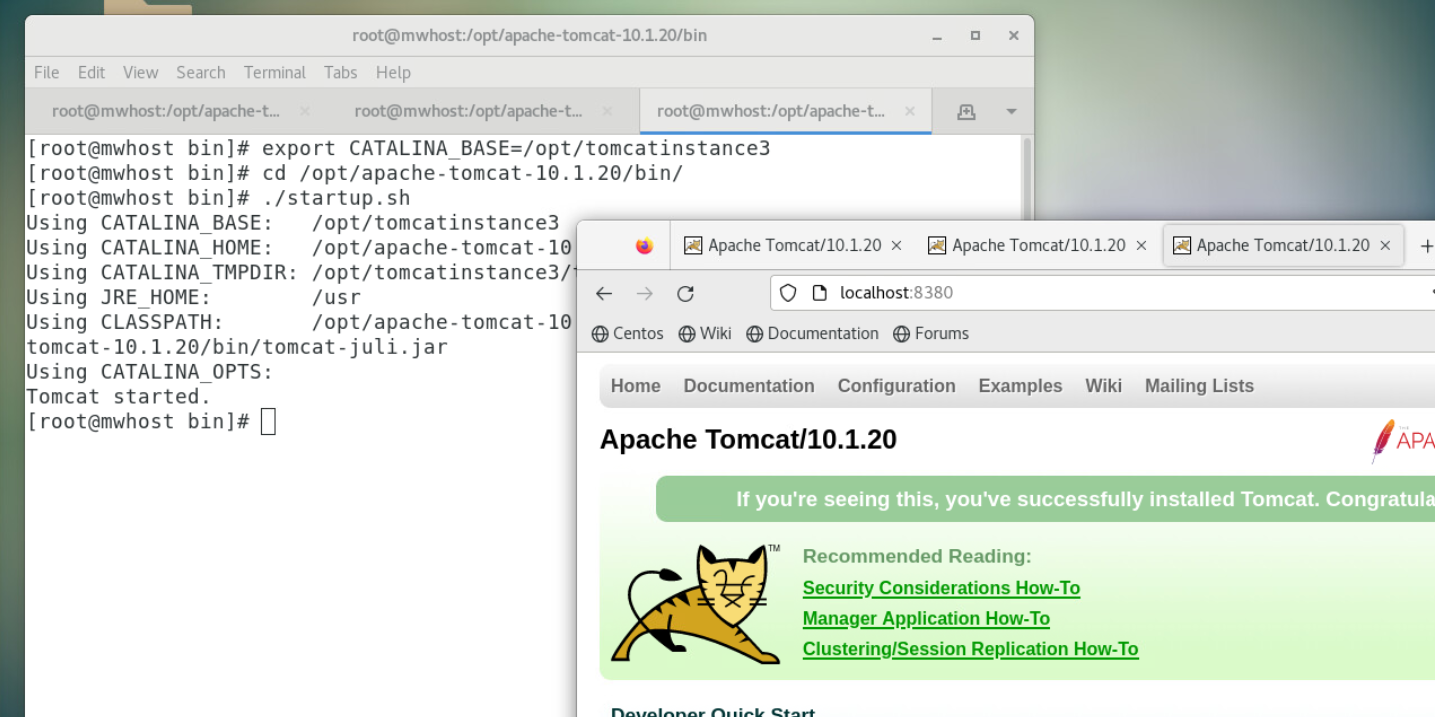 root@mwhost:/opt/apache-tomcat-10.1.20/bin
File Edit View Search Terminal Tabs Help
root@mwhost:/opt/apache-t... root@mwhost:/opt/apache-t... root@mwhost:/opt/apache-t...
[root@mwhost bin]# export CATALINA_BASE=/opt/tomcatinstance3
[root@mwhost bin]# cd /opt/apache-tomcat-10.1.20/bin/
[root@mwhost bin]# ./startup.sh
Using CATALINA_BASE:   /opt/tomcatinstance3
Using CATALINA_HOME:   /opt/apache-tomcat-10
Using CATALINA_TMPDIR: /opt/tomcatinstance3/
Using JRE_HOME:        /usr
Using CLASSPATH:       /opt/apache-tomcat-10
tomcat-10.1.20/bin/tomcat-juli.jar
Using CATALINA_OPTS:
Tomcat started.
[root@mwhost bin]#
Apache Tomcat/10.1.20 Apache Tomcat/10.1.20 Apache Tomcat/10.1.20
localhost:8380
Centos Wiki Documentation Forums
Home Documentation Configuration Examples Wiki Mailing Lists
Apache Tomcat/10.1.20
THE
APA
If you're seeing this, you've successfully installed Tomcat. Congratula
TM
Recommended Reading:
Security Considerations How-To
Manager Application How-To
Clustering/Session Replication How-To
Developer Quick Start